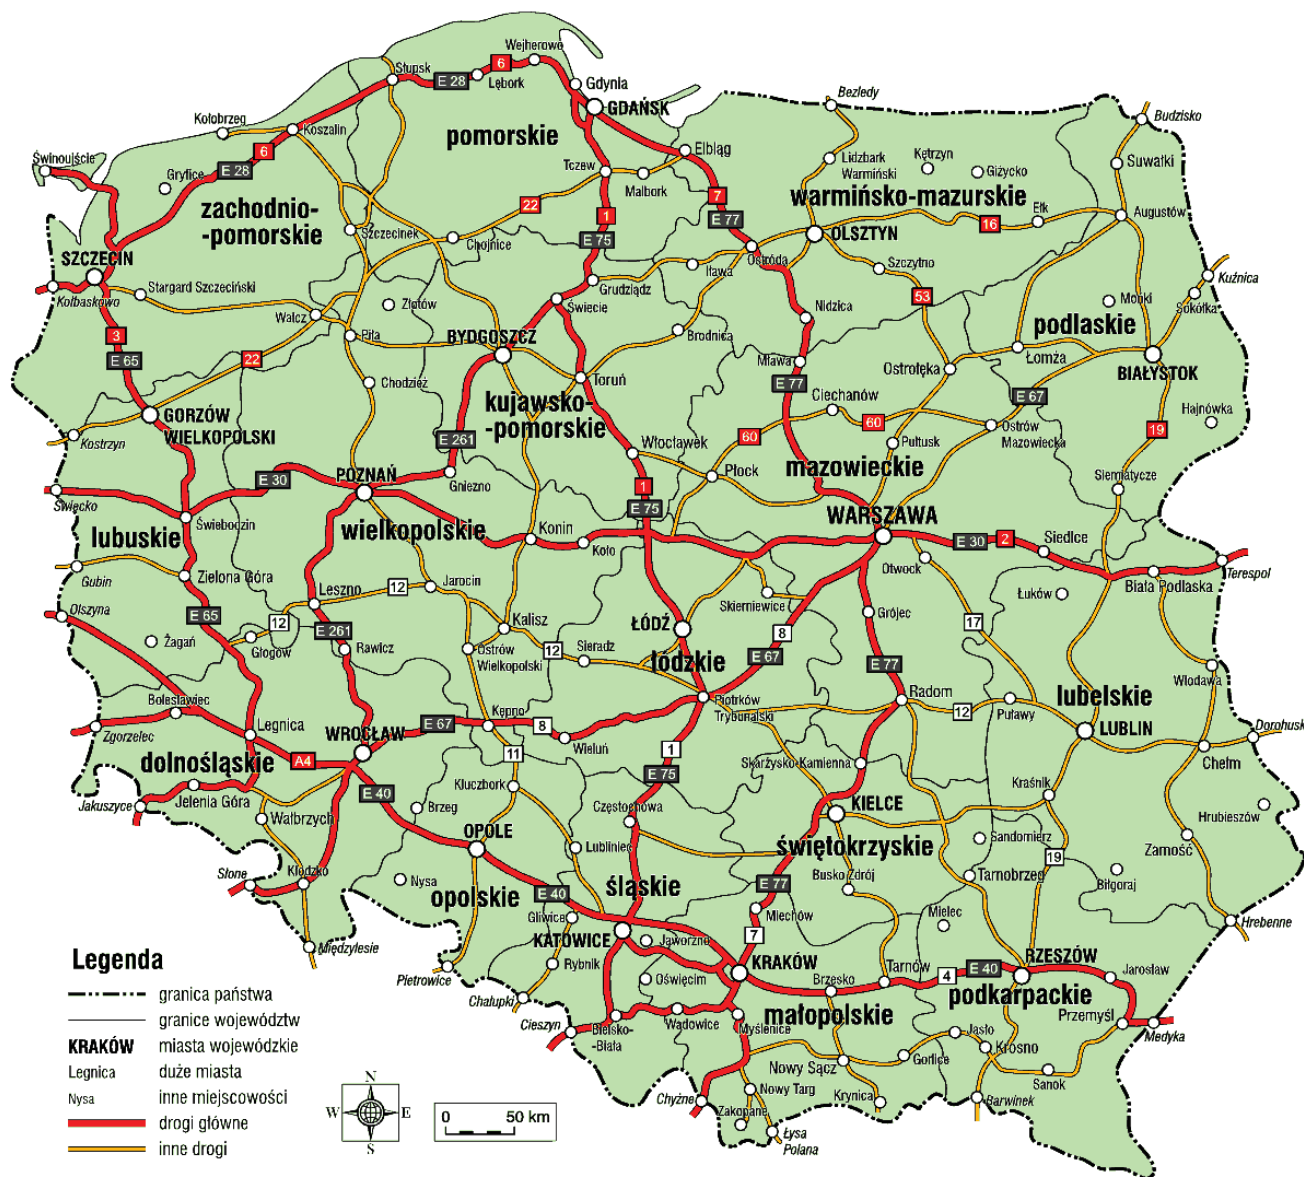 Wejherowo
6
Słupsk
E 28
Lębork
Gdynia
Bezledy
GDAŃSK
Budzisko
Kołobrzeg
Koszalin
pomorskie
6
Elbląg
Lidzbark
Warmiński
Kętrzyn
Giżycko
Suwałki
Świnoujście
Gryfice
E 28
Tczew
Malbork
7
warmińsko-mazurskie
zachodnio-
-pomorskie
22
1
E 77
16
Ełk
Augustów
Szczecinek
Chojnice
E 75
OLSZTYN
SZCZECIN
Ostróda
Iława
Szczytno
Kuźnica
Kołbaskowo
Stargard Szczeciński
Złotów
Grudziądz
53
Mońki
Sokółka
Świecie
Nidzica
podlaskie
Wałcz
Piła
BYDGOSZCZ
Brodnica
3
E 65
22
Mława
Ostrołęka
Łomża
BIAŁYSTOK
Chodzież
Toruń
E 77
E 67
kujawsko-
-pomorskie
Ciechanów
Hajnówka
GORZÓW
WIELKOPOLSKI
60
60
Ostrów
Mazowiecka
19
Kostrzyn
E 261
Włocławek
Pułtusk
Płock
mazowieckie
E 30
POZNAŃ
Gniezno
1
Siemiatycze
Świecko
E 75
Świebodzin
wielkopolskie
WARSZAWA
lubuskie
Konin
Koło
E 30
2
Siedlce
Gubin
Zielona Góra
Otwock
Terespol
12
Jarocin
Biała Podlaska
Leszno
Skierniewice
Łuków
Olszyna
E 65
Grójec
12
E 261
Kalisz
ŁÓDŹ
8
17
Żagań
Głogów
Rawicz
Ostrów
Wielkopolski
12
Sieradz
łódzkie
E 67
E 77
Włodawa
Bolesławiec
Kępno
Piotrków
Trybunalski
Radom
lubelskie
Zgorzelec
Legnica
WROCŁAW
E 67
8
12
Puławy
LUBLIN
Dorohusk
Wieluń
1
dolnośląskie
A4
11
Skarżysko-Kamienna
Chełm
E 75
Jakuszyce
Jelenia Góra
E 40
Kluczbork
Kraśnik
Brzeg
Częstochowa
KIELCE
Hrubieszów
Wałbrzych
Sandomierz
OPOLE
Lubliniec
świętokrzyskie
Zamość
19
Słone
Kłodzko
Nysa
śląskie
Busko Zdrój
Tarnobrzeg
Biłgoraj
opolskie
E 40
E 77
Gliwice
Miechów
Mielec
Hrebenne
Międzylesie
KATOWICE
Jaworzno
7
RZESZÓW
Legenda
Pietrowice
Rybnik
Oświęcim
KRAKÓW
Brzesko
Tarnów
4
E 40
Jarosław
granica państwa
Chałupki
małopolskie
podkarpackie
Przemyśl
granice województw
Cieszyn
Bielsko-
-Biała
Wadowice
Myślenice
Jasło
Medyka
KRAKÓW miasta wojewódzkie
Krosno
Legnica duże miasta
Nowy Sącz
Gorlice
Sanok
Nysa inne miejscowości
N
Chyżne
Nowy Targ
Krynica
Barwinek
drogi główne
W E
0 50 km
Zakopane
inne drogi
S
Łysa
Polana